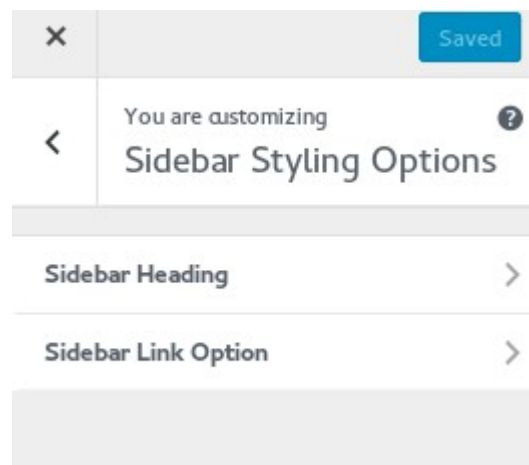 Saved
You are customizing
Sidebar Styling Options
Sidebar Heading
Sidebar Link Option